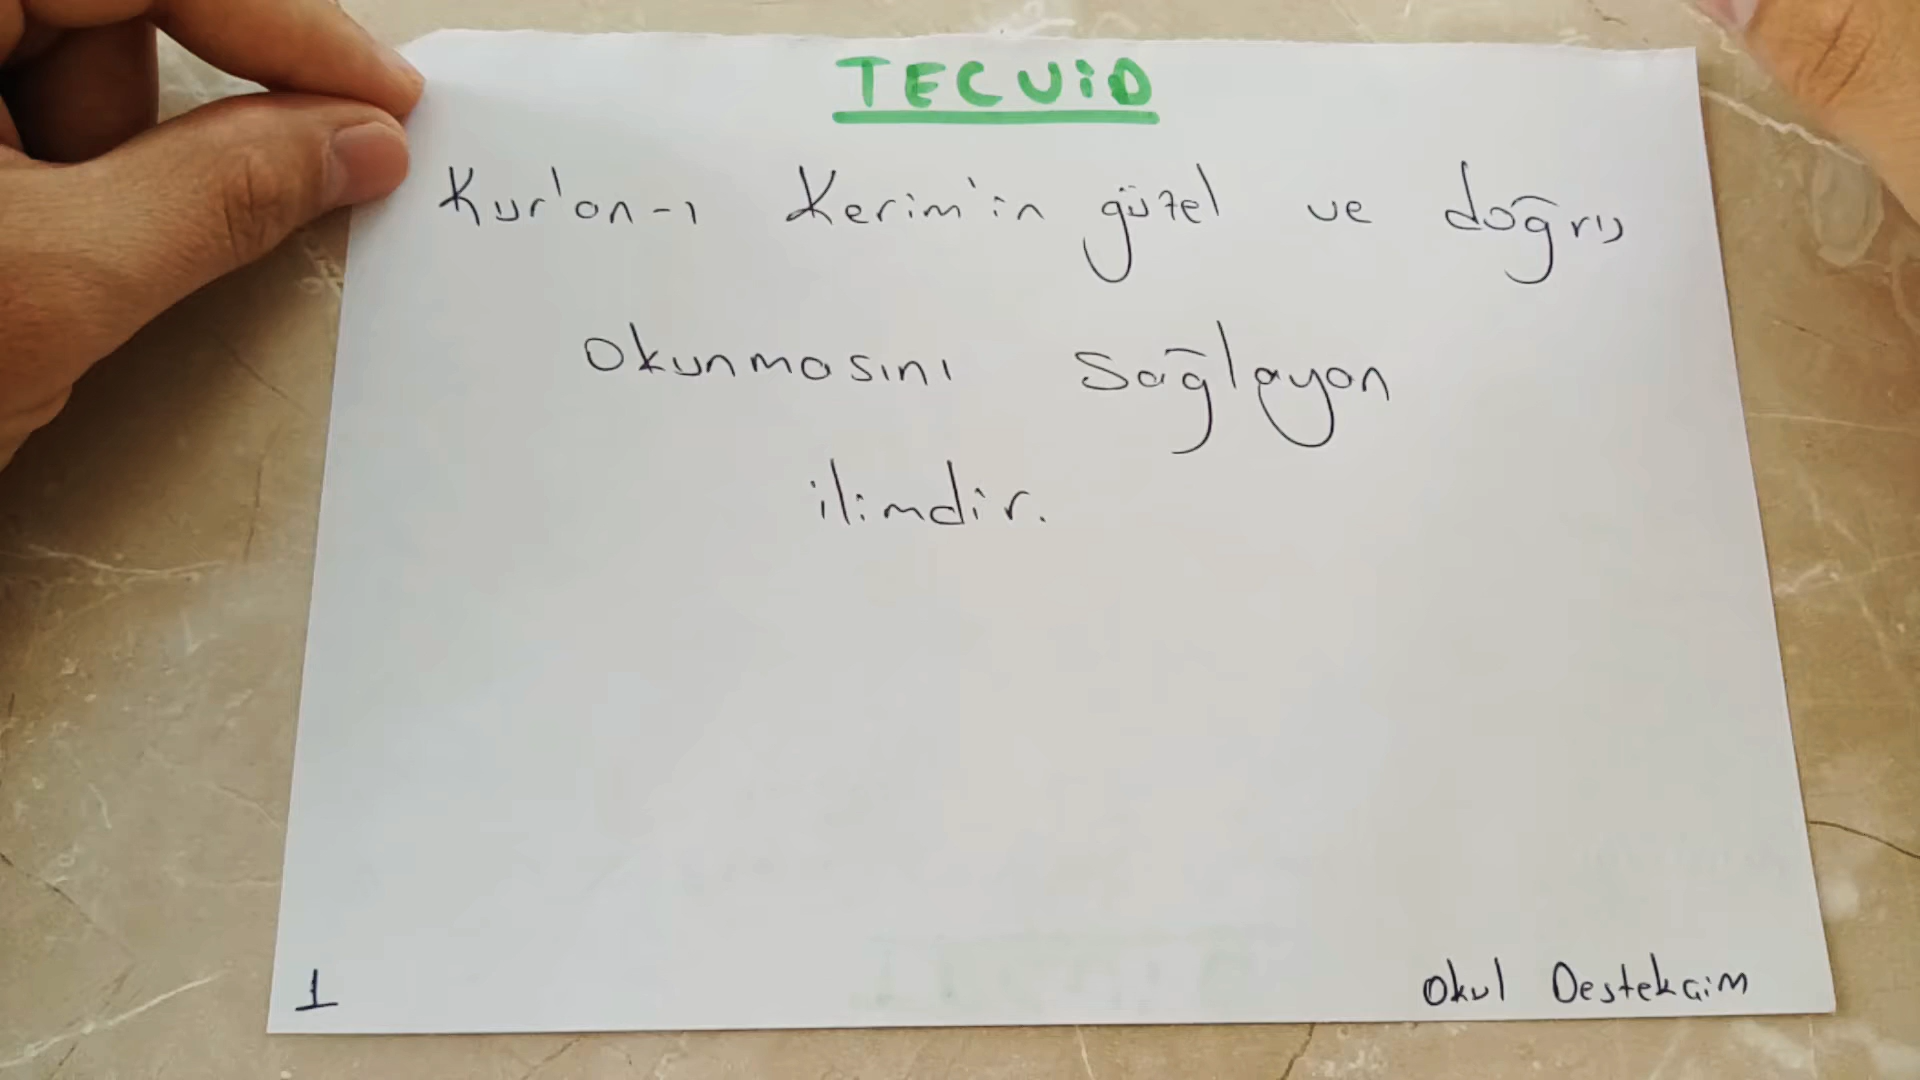 TECVİD
Kur'an-ı Kerim'in güzel ve doğru
okunmasını sağlayan
ilimdir.
1
Okul Destekçim